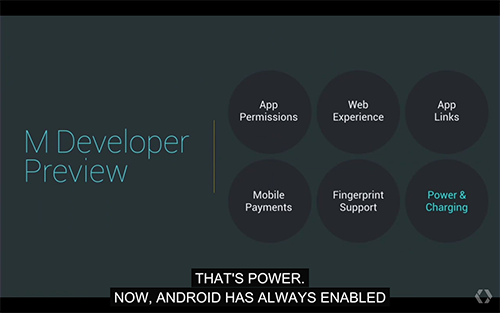 M Developer
Preview
App
Permissions
Web
Experience
App
Links
Mobile
Payments
Fingerprint
Support
Power &
Charging
THAT'S POWER.
NOW, ANDROID HAS ALWAYS ENABLED